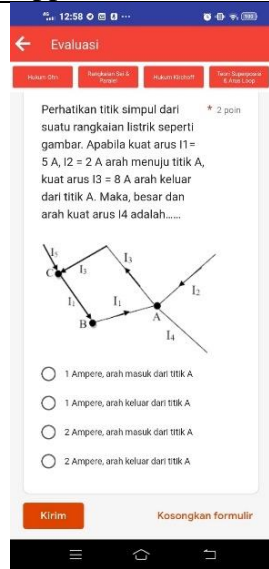 12:58
Evaluasi
Hukum Ohm
Rangkaian Seri &
Paralel
Hukum Kirchoff
Teori Superposisi
& Arus Loop
Perhatikan titik simpul dari
* 2 poin
suatu rangkaian listrik seperti
gambar. Apabila kuat arus I1=
5 A, I2 = 2 A arah menuju titik A,
kuat arus I3 = 8 A arah keluar
dari titik A. Maka, besar dan
arah kuat arus I4 adalah......
I5
I3
C
I3
I2
I1
I1
B
A
I4
1 Ampere, arah masuk dari titik A
1 Ampere, arah keluar dari titik A
2 Ampere, arah masuk dari titik A
2 Ampere, arah keluar dari titik A
Kirim
Kosongkan formulir